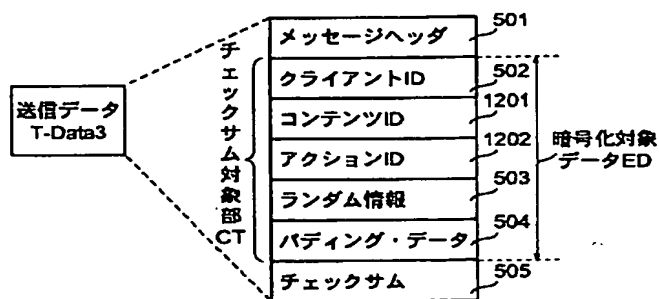 送信データ
T-Data3
チェックサム対象部CT
メッセージヘッダ
501
クライアントID
502
コンテンツID
1201
アクションID
1202
ランダム情報
503
パディング・データ
504
チェックサム
505
暗号化対象
データED